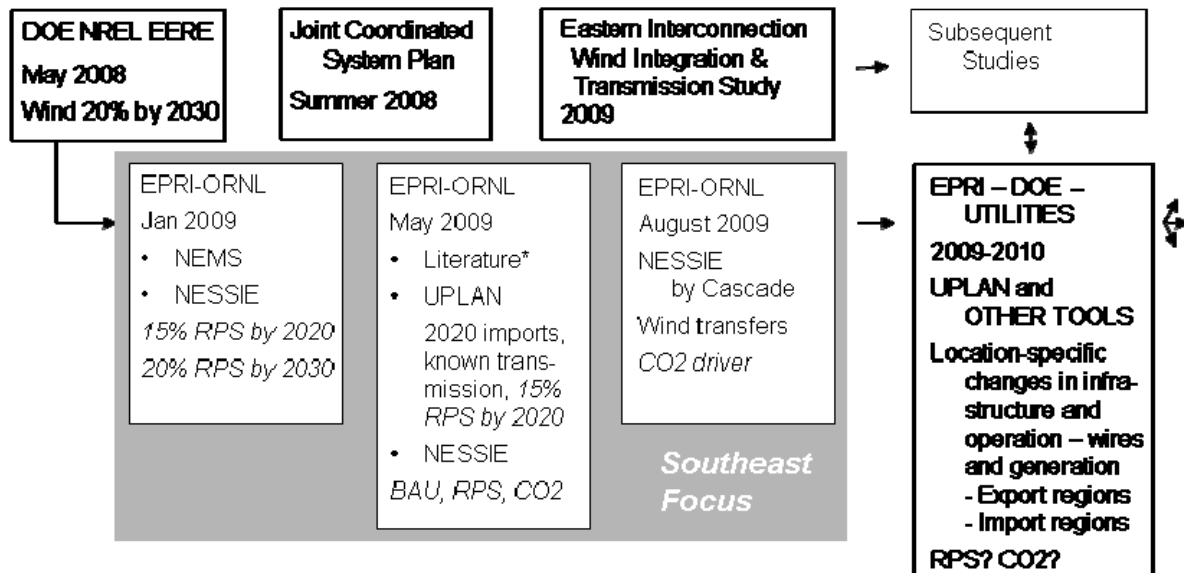 DOE NREL EERE
May 2008
Wind 20% by 2030
Joint Coordinated
System Plan
Summer 2008
Eastern Interconnection
Wind Integration &
Transmission Study
2009
Subsequent
Studies
EPRI-ORNL
Jan 2009
• NEMS
• NESSIE
15% RPS by 2020
20% RPS by 2030
EPRI-ORNL
May 2009
• Literature*
• UPLAN
2020 imports,
known trans-
mission, 15%
RPS by 2020
• NESSIE
BAU, RPS, CO2
EPRI-ORNL
August 2009
NESSIE
by Cascade
Wind transfers
CO2 driver
Southeast
Focus
EPRI – DOE –
UTILITIES
2009-2010
UPLAN and
OTHER TOOLS
Location-specific
changes in infra-
structure and
operation – wires
and generation
- Export regions
- Import regions
RPS? CO2?